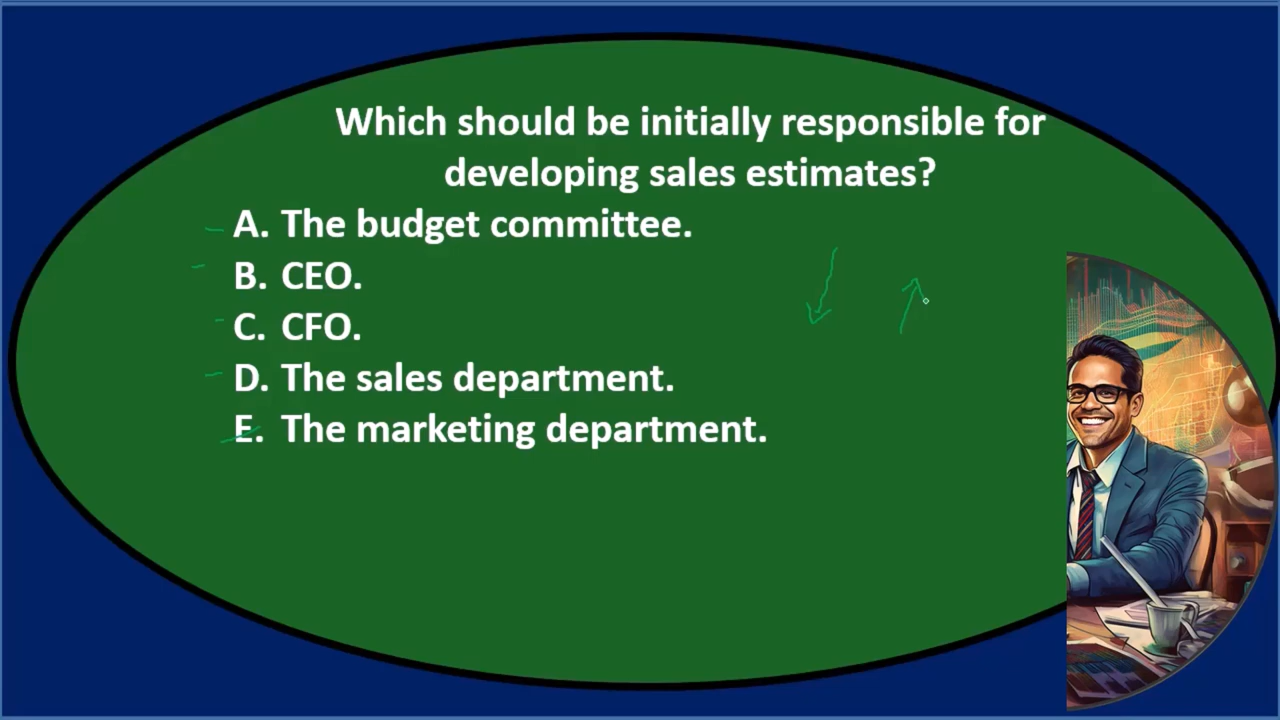 Which should be initially responsible for
developing sales estimates?
A. The budget committee.
B. CEO.
C. CFO.
D. The sales department.
E. The marketing department.